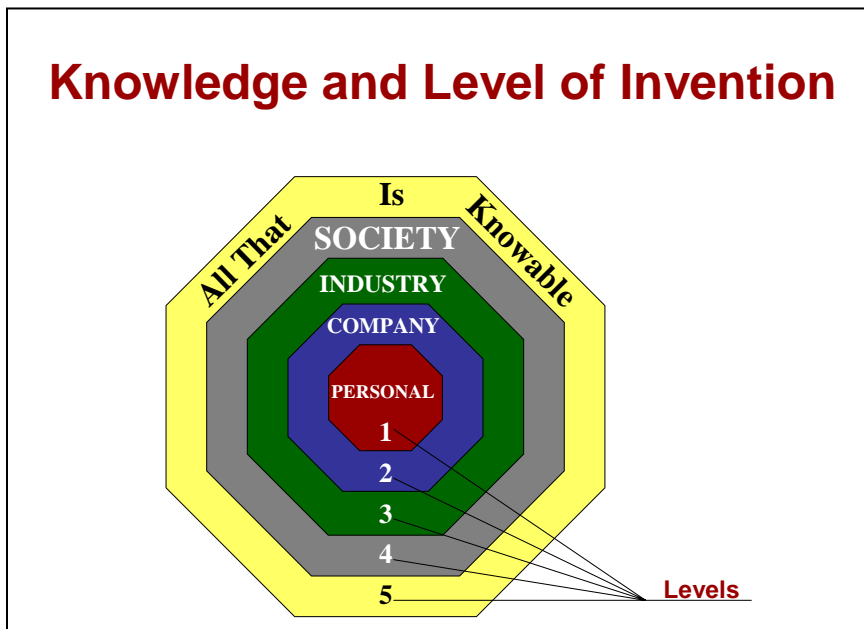 Knowledge and Level of Invention
All That Is Knowable
SOCIETY
INDUSTRY
COMPANY
PERSONAL
1
2
3
4
5
Levels